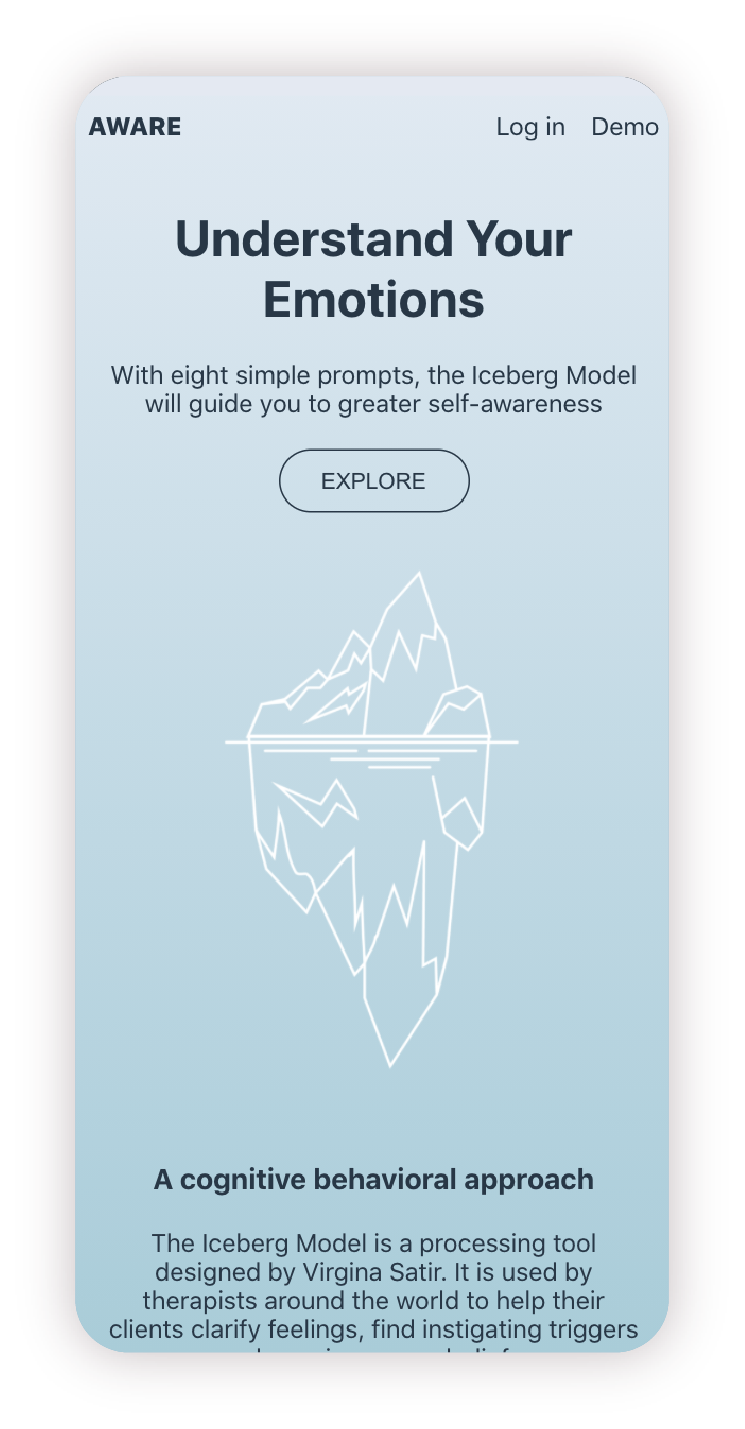 AWARE
Log in Demo
Understand Your
Emotions
With eight simple prompts, the Iceberg Model
will guide you to greater self-awareness
EXPLORE
A cognitive behavioral approach
The Iceberg Model is a processing tool
designed by Virgina Satir. It is used by
therapists around the world to help their
clients clarify feelings, find instigating triggers